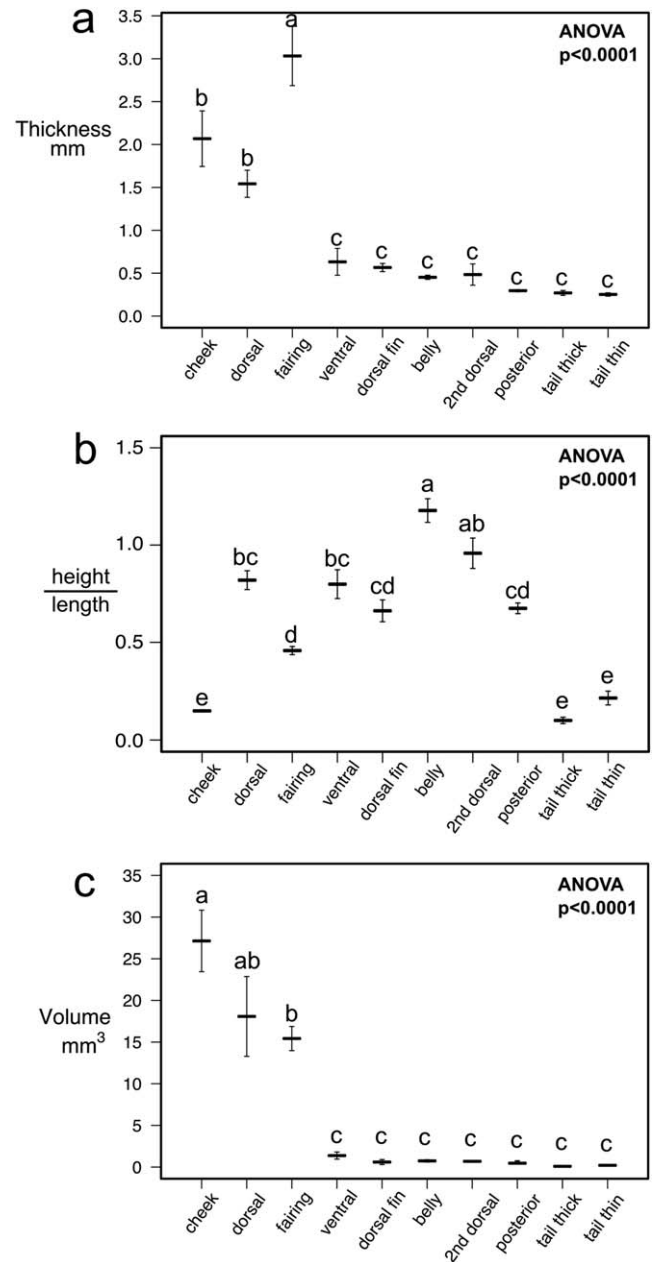 a
ANOVA
p<0.0001
Thickness
mm
3.5
3.0
2.5
2.0
1.5
1.0
0.5
0.0
b
b
a
c
c
c
c
c
c
c
cheek
dorsal
fairing
ventral
dorsal fin
belly
2nd dorsal
posterior
tail thick
tail thin
b
ANOVA
p<0.0001
height
length
1.5
1.0
0.5
0.0
e
bc
d
bc
cd
a
ab
cd
e
e
cheek
dorsal
fairing
ventral
dorsal fin
belly
2nd dorsal
posterior
tail thick
tail thin
c
ANOVA
p<0.0001
Volume
mm³
35
30
25
20
15
10
5
0
a
ab
b
c
c
c
c
c
c
c
cheek
dorsal
fairing
ventral
dorsal fin
belly
2nd dorsal
posterior
tail thick
tail thin